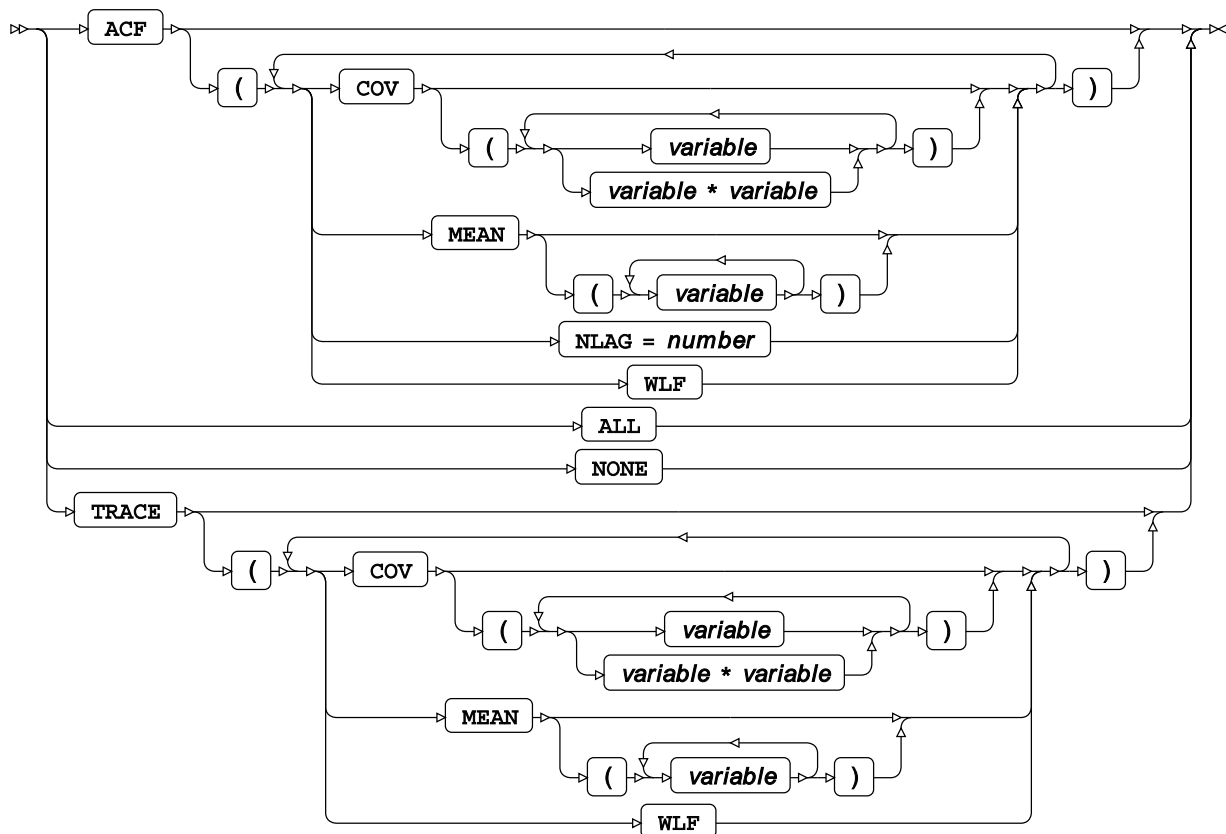 ACF
( COV )
( variable )
variable * variable
MEAN
( variable )
NLAG = number
WLF
ALL
NONE
TRACE
( COV )
( variable )
variable * variable
MEAN
( variable )
WLF